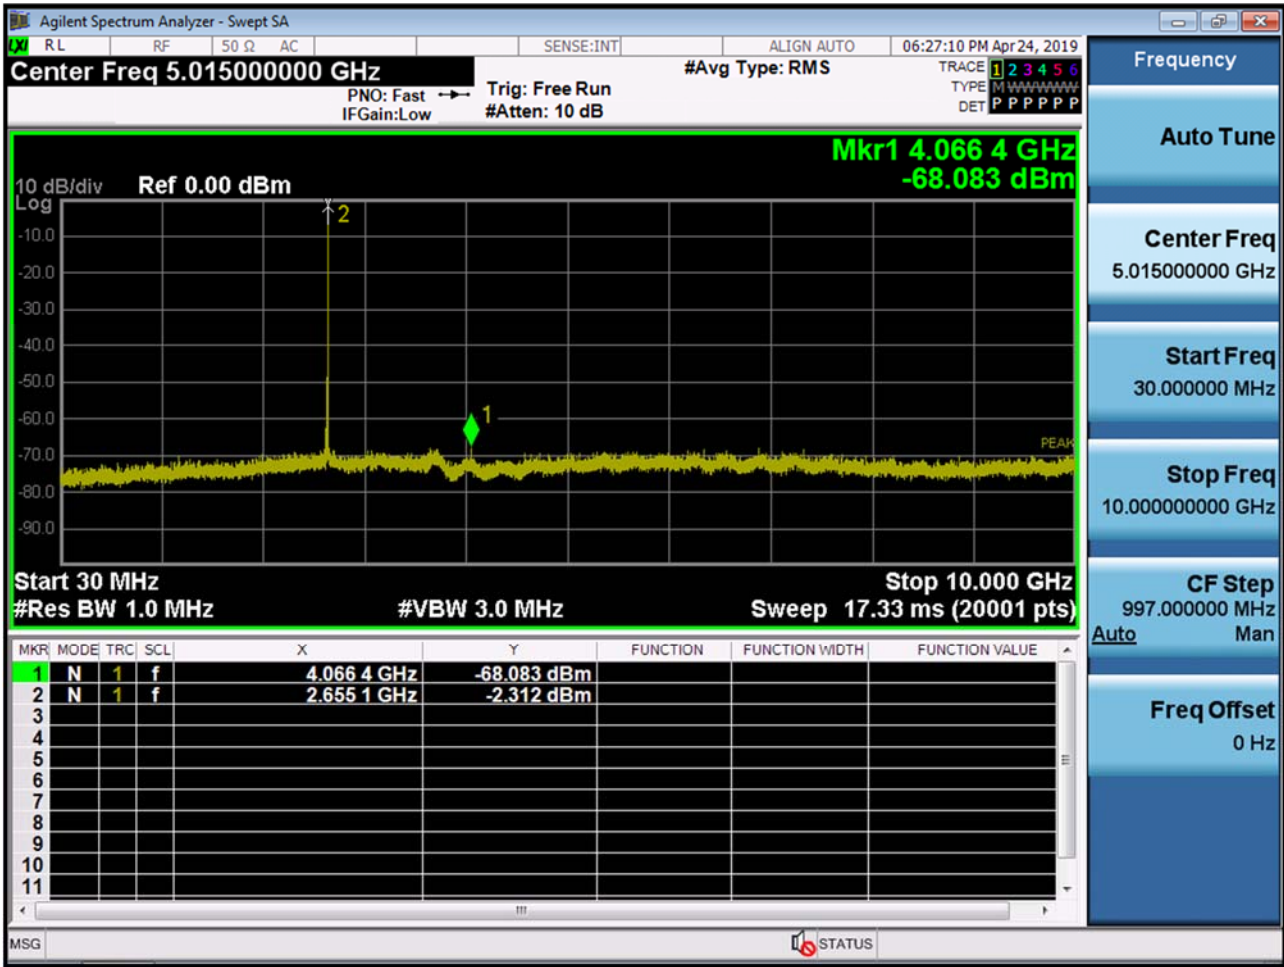 Agilent Spectrum Analyzer - Swept SA
LXI RL RF 50 Ω AC SENSE:INT ALIGN AUTO 06:27:10 PM Apr 24, 2019
Center Freq 5.015000000 GHz
PNO: Fast
IFGain:Low
Trig: Free Run
#Atten: 10 dB
#Avg Type: RMS
TRACE 1 2 3 4 5 6
TYPE M WWWWW
DET P P P P P P
Mkr1 4.066 4 GHz
-68.083 dBm
10 dB/div Ref 0.00 dBm
Log
2
-10.0
-20.0
-30.0
-40.0
-50.0
-60.0
1
-70.0
PEAK
-80.0
-90.0
Start 30 MHz Stop 10.000 GHz
#Res BW 1.0 MHz #VBW 3.0 MHz Sweep 17.33 ms (20001 pts)
MKR MODE TRC SCL X Y FUNCTION FUNCTION WIDTH FUNCTION VALUE
1 N 1 f 4.066 4 GHz -68.083 dBm
2 N 1 f 2.655 1 GHz -2.312 dBm
3
4
5
6
7
8
9
10
11
MSG STATUS
Frequency
Auto Tune
Center Freq
5.015000000 GHz
Start Freq
30.000000 MHz
Stop Freq
10.000000000 GHz
CF Step
997.000000 MHz
Auto Man
Freq Offset
0 Hz